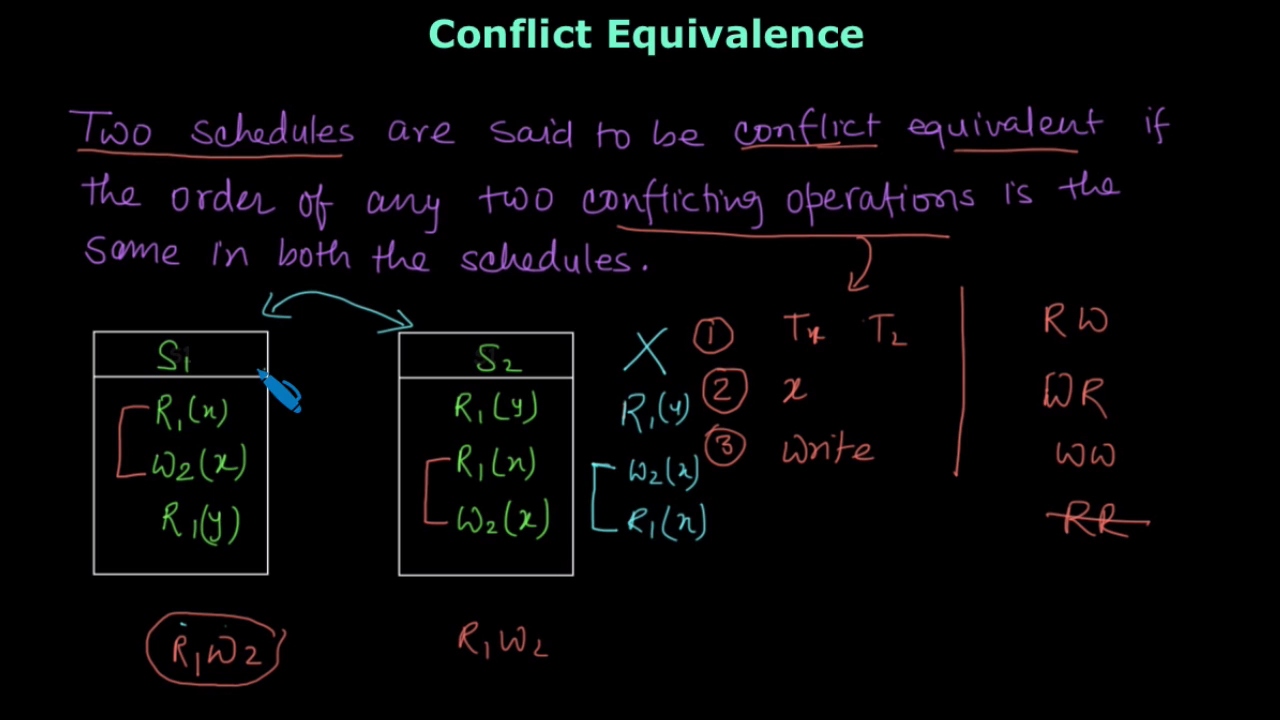 Conflict Equivalence
Two schedules are said to be conflict equivalent if
the order of any two conflicting operations is the
same in both the schedules.
S1
R1(x)
W2(x)
R1(y)
R1W2
S2
R1(y)
R1(x)
W2(x)
R1W2
X
R1(y)
W2(x)
R1(x)
① T1 T2
② x
③ Write
RW
WR
WW
RR